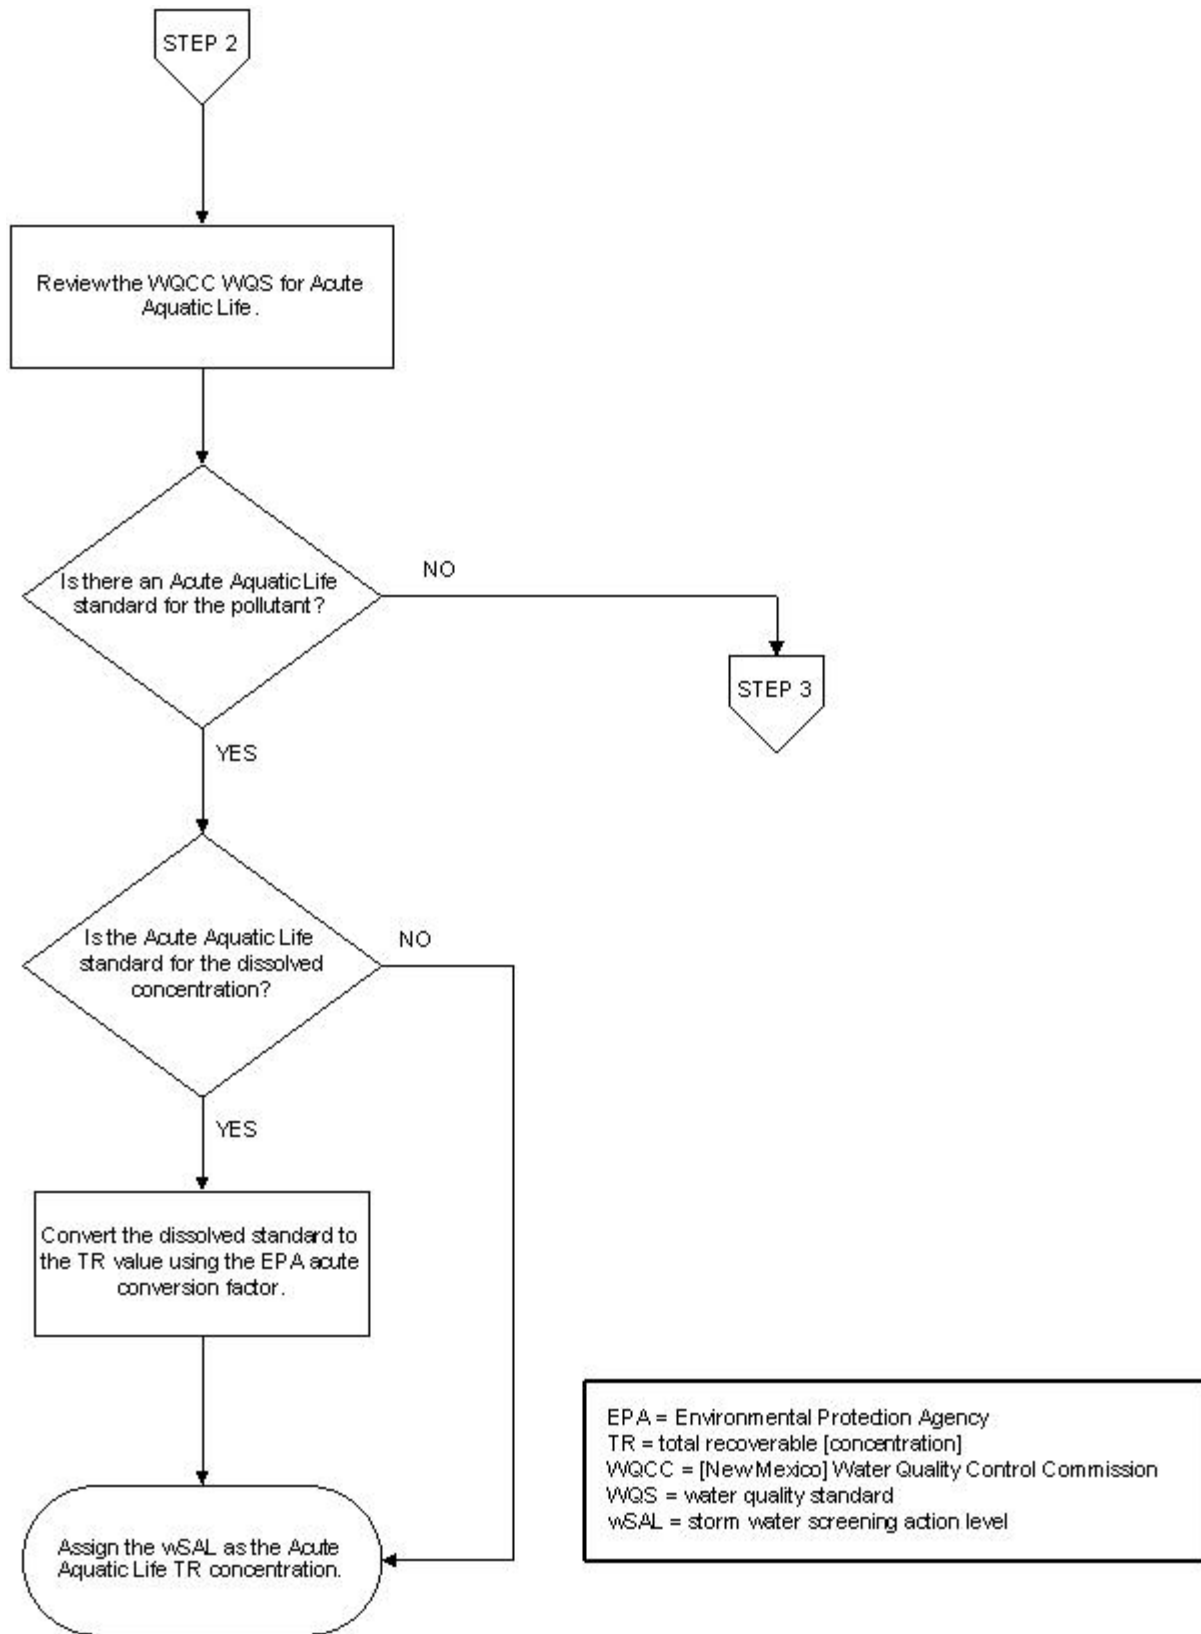 STEP 2
Review the WQCC WQS for Acute
Aquatic Life.
Is there an Acute Aquatic Life
standard for the pollutant?
NO
STEP 3
YES
Is the Acute Aquatic Life
standard for the dissolved
concentration?
NO
YES
Convert the dissolved standard to
the TR value using the EPA acute
conversion factor.
Assign the wSAL as the Acute
Aquatic Life TR concentration.
EPA = Environmental Protection Agency
TR = total recoverable [concentration]
WQCC = [New Mexico] Water Quality Control Commission
WQS = water quality standard
wSAL = storm water screening action level